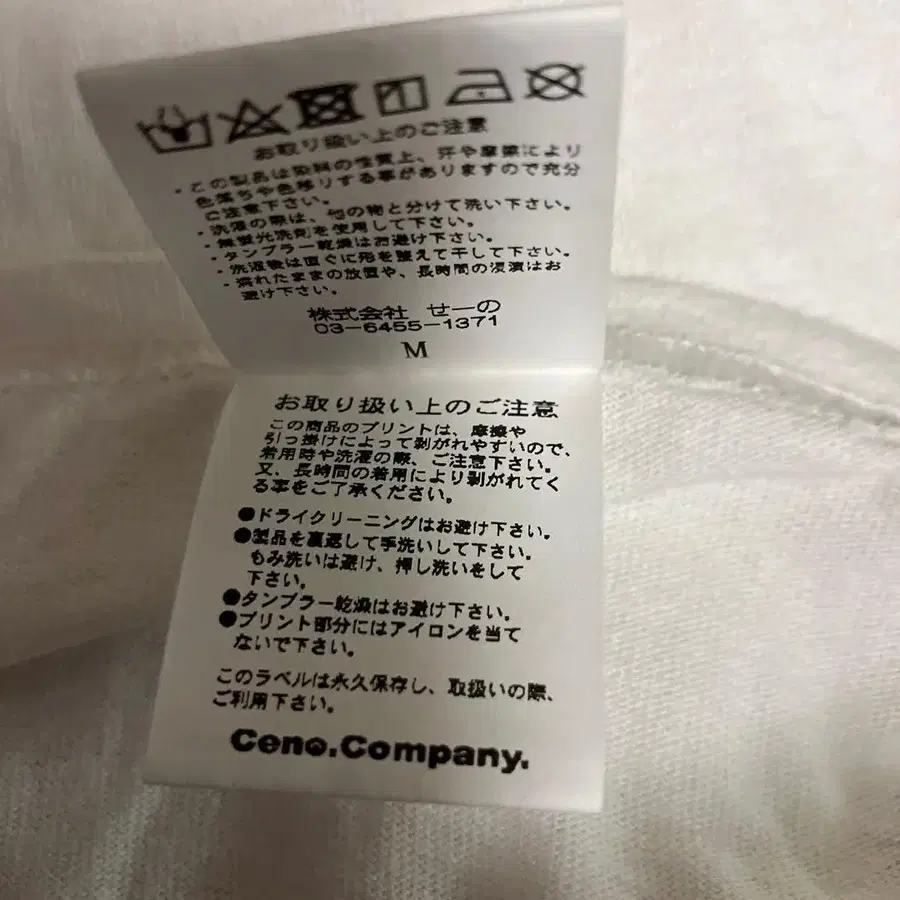 お取り扱い上のご注意
・この製品は染料の性質上、汗や摩擦により
色落ちや色移りする事がありますので充分
ご注意下さい。
・洗濯の際は、他の物と分けて洗い下さい。
・無蛍光洗剤を使用して下さい。
・タンブラー乾燥はお避け下さい。
・洗濯後は直ぐに形を整えて干して下さい。
・濡れたままの放置や、長時間の浸漬はお
避け下さい。
株式会社 せーの
03-6455-1371
M
お取り扱い上のご注意
この商品のプリントは、摩擦や
引っ掛けによって剥がれやすいので、
着用時や洗濯の際、ご注意下さい。
又、長時間の着用により剥がれてく
る事をご了承ください。
●ドライクリーニングはお避け下さい。
●製品を裏返して手洗いして下さい。
もみ洗いは避け、押し洗いをして
下さい。
●タンブラー乾燥はお避け下さい。
●プリント部分にはアイロンを当て
ないで下さい。
このラベルは永久保存し、取扱いの際、
ご利用下さい。
Ceno.Company.